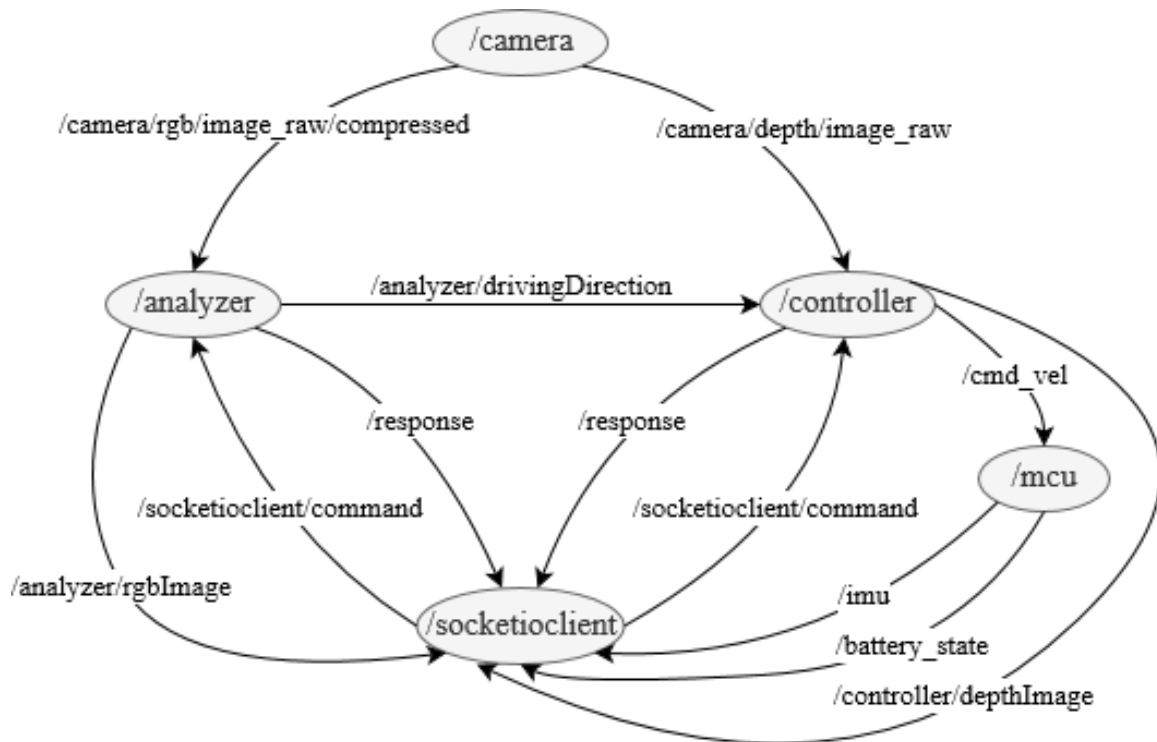 /camera
/camera/rgb/image_raw/compressed
/camera/depth/image_raw
/analyzer
/analyzer/drivingDirection
/controller
/cmd_vel
/response
/response
/mcu
/socketioclient/command
/socketioclient/command
/analyzer/rgbImage
/imu
/socketioclient
/battery_state
/controller/depthImage